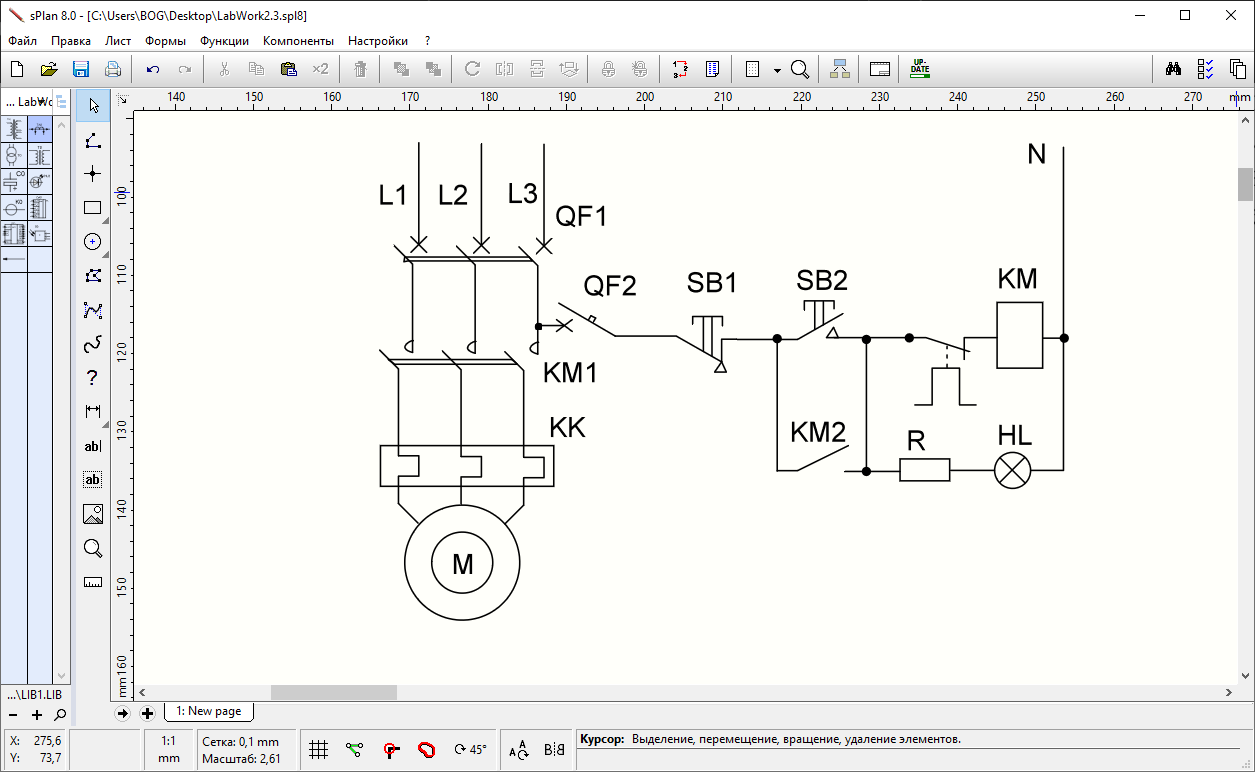 sPlan 8.0 - [C:\Users\BOG\Desktop\LabWork2.3.spl8]
Файл Правка Лист Формы Функции Компоненты Настройки ?
×2
UP-
DATE
... LabWo
140 150 160 170 180 190 200 210 220 230 240 250 260 270 mm
100
110
120
130
140
150
160
mm
?
ab|
ab
N
L1 L2 L3
QF1
QF2 SB1 SB2 KM
KM1
KK KM2 R HL
M
...\LIB1.LIB
1: New page
X: 275,6
Y: 73,7
1:1
mm
Сетка: 0,1 mm
Масштаб: 2,61
45°
Курсор: Выделение, перемещение, вращение, удаление элементов.